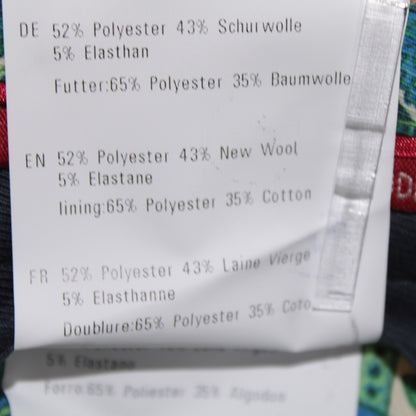 DE 52% Polyester 43% Schurwolle
5% Elasthan
Futter:65% Polyester 35% Baumwolle
EN 52% Polyester 43% New Wool
5% Elastane
lining:65% Polyester 35% Cotton
FR 52% Polyester 43% Laine Vierge
5% Elasthanne
Doublure:65% Polyester 35% Coto
5% Elastano
Forro:65% Poliester 35% Algodon